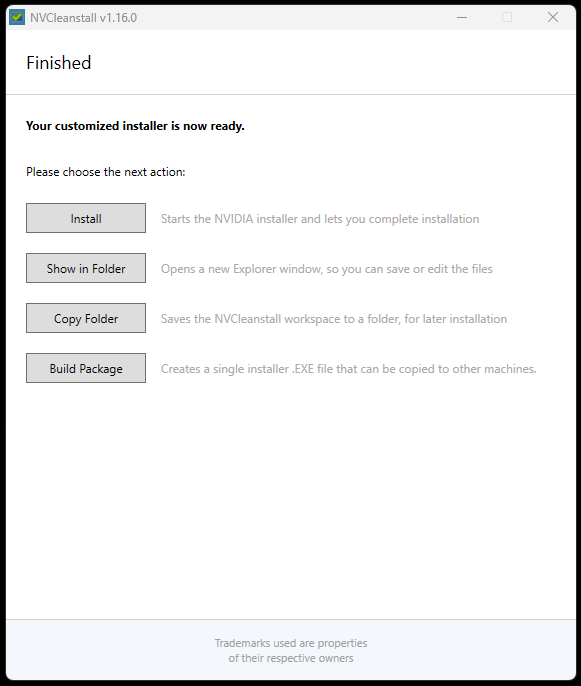 NVCleanstall v1.16.0
Finished
Your customized installer is now ready.
Please choose the next action:
Install
Starts the NVIDIA installer and lets you complete installation
Show in Folder
Opens a new Explorer window, so you can save or edit the files
Copy Folder
Saves the NVCleanstall workspace to a folder, for later installation
Build Package
Creates a single installer .EXE file that can be copied to other machines.
Trademarks used are properties
of their respective owners